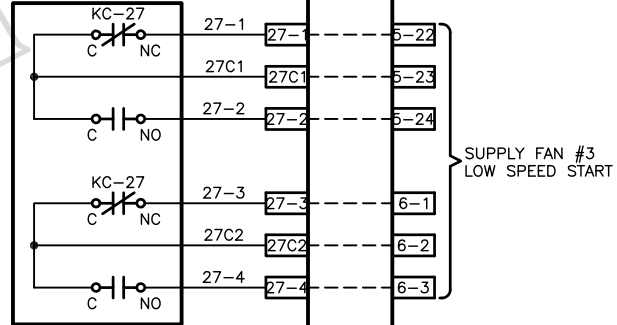 KC-27
C NC 27-1 27-1 5-22
27C1 27C1 5-23
C NO 27-2 27-2 5-24
SUPPLY FAN #3
LOW SPEED START
KC-27
C NC 27-3 27-3 6-1
27C2 27C2 6-2
C NO 27-4 27-4 6-3